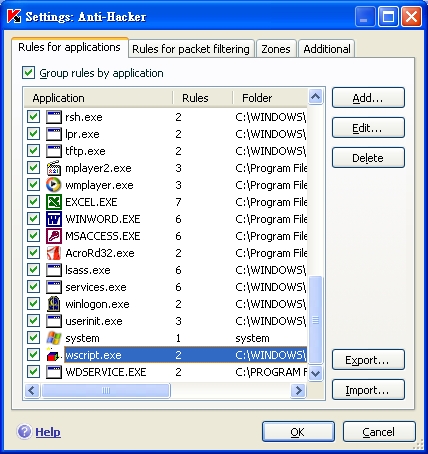 Settings: Anti-Hacker
Rules for applications Rules for packet filtering Zones Additional
Group rules by application
Application Rules Folder
rsh.exe 2 C:\WINDOWS\
lpr.exe 2 C:\WINDOWS\
tftp.exe 2 C:\WINDOWS\
mplayer2.exe 3 C:\Program File
wmplayer.exe 3 C:\Program File
EXCEL.EXE 7 C:\Program File
WINWORD.EXE 6 C:\Program File
MSACCESS.EXE 6 C:\Program File
AcroRd32.exe 2 C:\Program File
lsass.exe 6 C:\WINDOWS\
services.exe 6 C:\WINDOWS\
winlogon.exe 2 C:\WINDOWS\
userinit.exe 3 C:\WINDOWS\
system 1 system
wscript.exe 2 C:\WINDOWS\
WDSERVICE.EXE 2 C:\PROGRAM F
Add...
Edit...
Delete
Export...
Import...
Help
OK Cancel